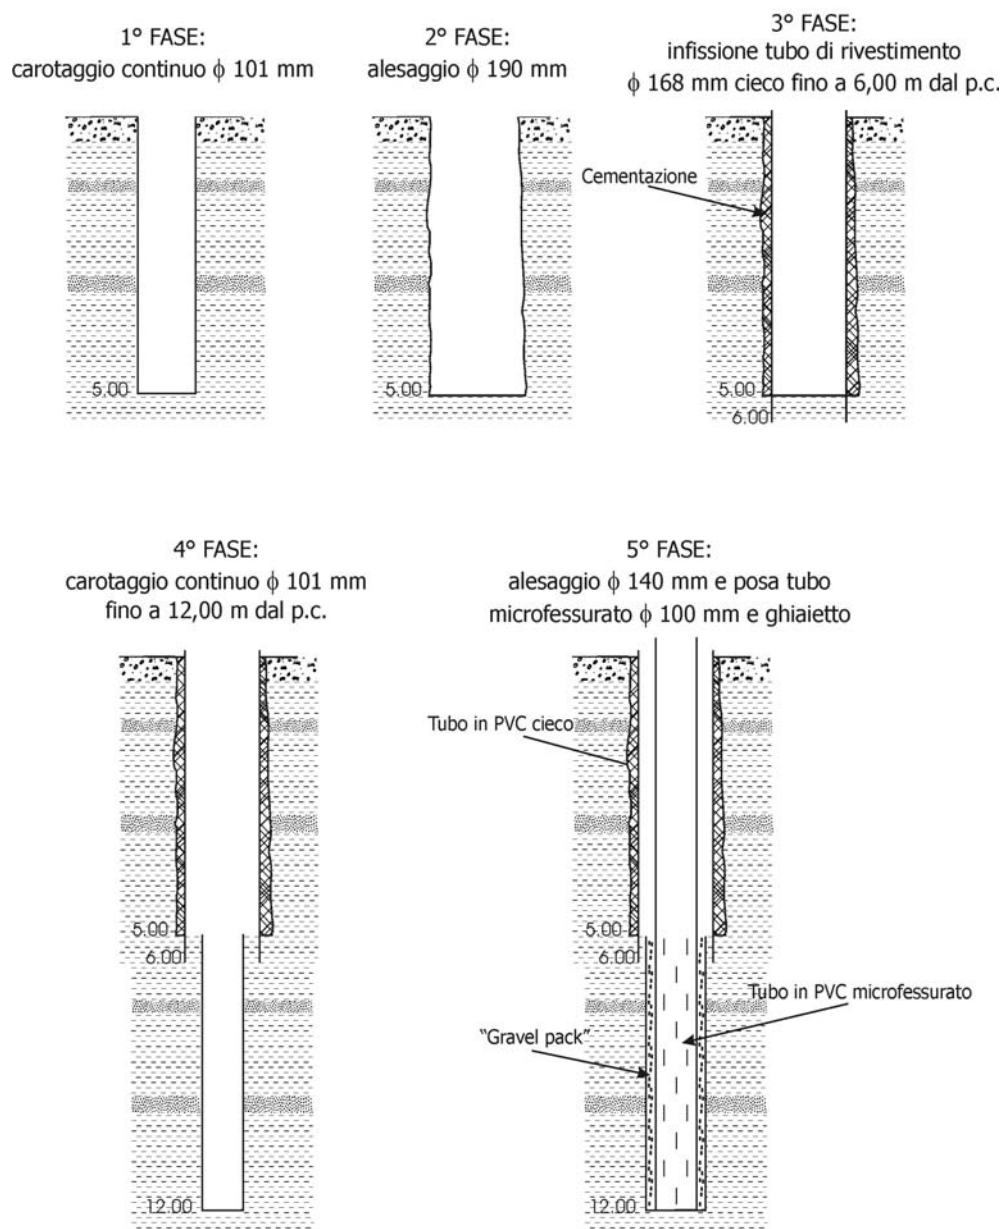 1° FASE:
carotaggio continuo ϕ 101 mm
5.00
2° FASE:
alesaggio ϕ 190 mm
5.00
3° FASE:
infissione tubo di rivestimento
ϕ 168 mm cieco fino a 6,00 m dal p.c.
Cementazione
5.00
6.00
4° FASE:
carotaggio continuo ϕ 101 mm
fino a 12,00 m dal p.c.
5.00
6.00
12.00
5° FASE:
alesaggio ϕ 140 mm e posa tubo
microfessurato ϕ 100 mm e ghiaietto
Tubo in PVC cieco
5.00
6.00
Tubo in PVC microfessurato
“Gravel pack”
12.00